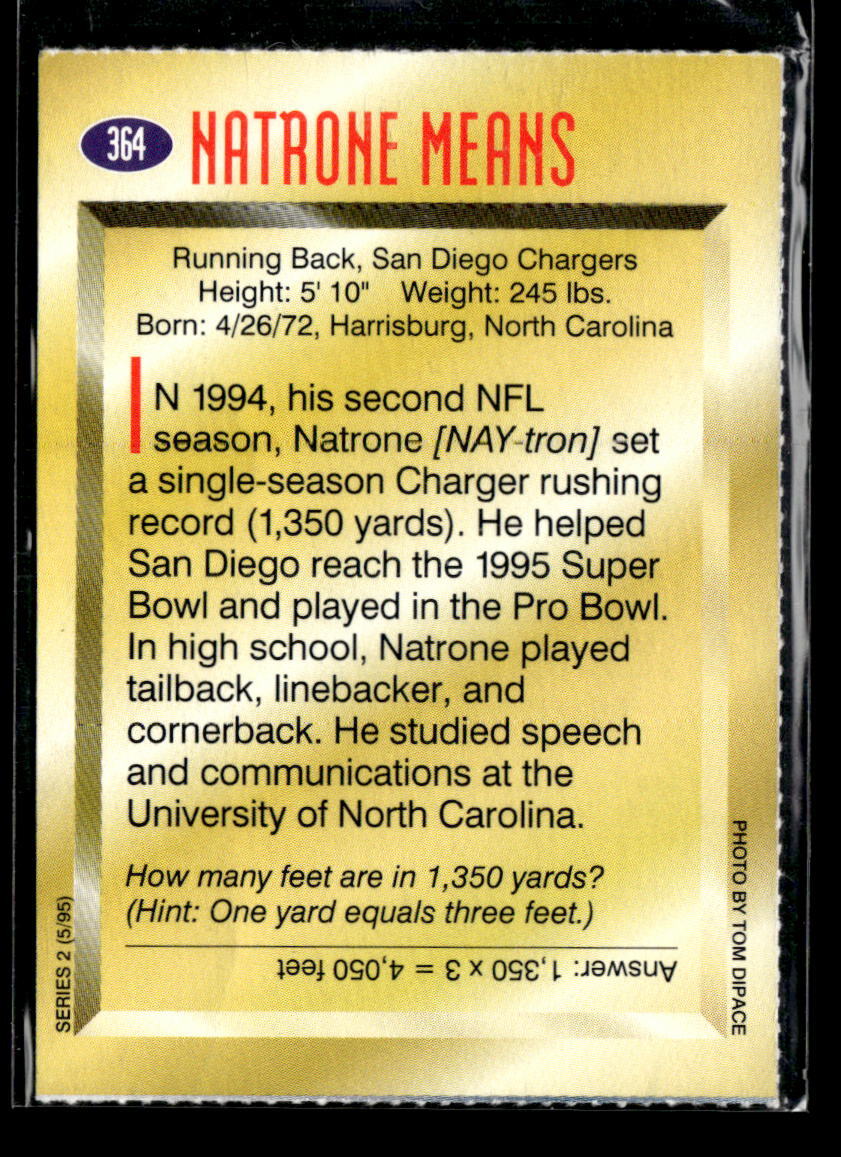 364 NATRONE MEANS
Running Back, San Diego Chargers
Height: 5' 10" Weight: 245 lbs.
Born: 4/26/72, Harrisburg, North Carolina
IN 1994, his second NFL
season, Natrone [NAY-tron] set
a single-season Charger rushing
record (1,350 yards). He helped
San Diego reach the 1995 Super
Bowl and played in the Pro Bowl.
In high school, Natrone played
tailback, linebacker, and
cornerback. He studied speech
and communications at the
University of North Carolina.
How many feet are in 1,350 yards?
(Hint: One yard equals three feet.)
Answer: 1,350 x 3 = 4,050 feet
SERIES 2 (5/95)
PHOTO BY TOM DIPACE